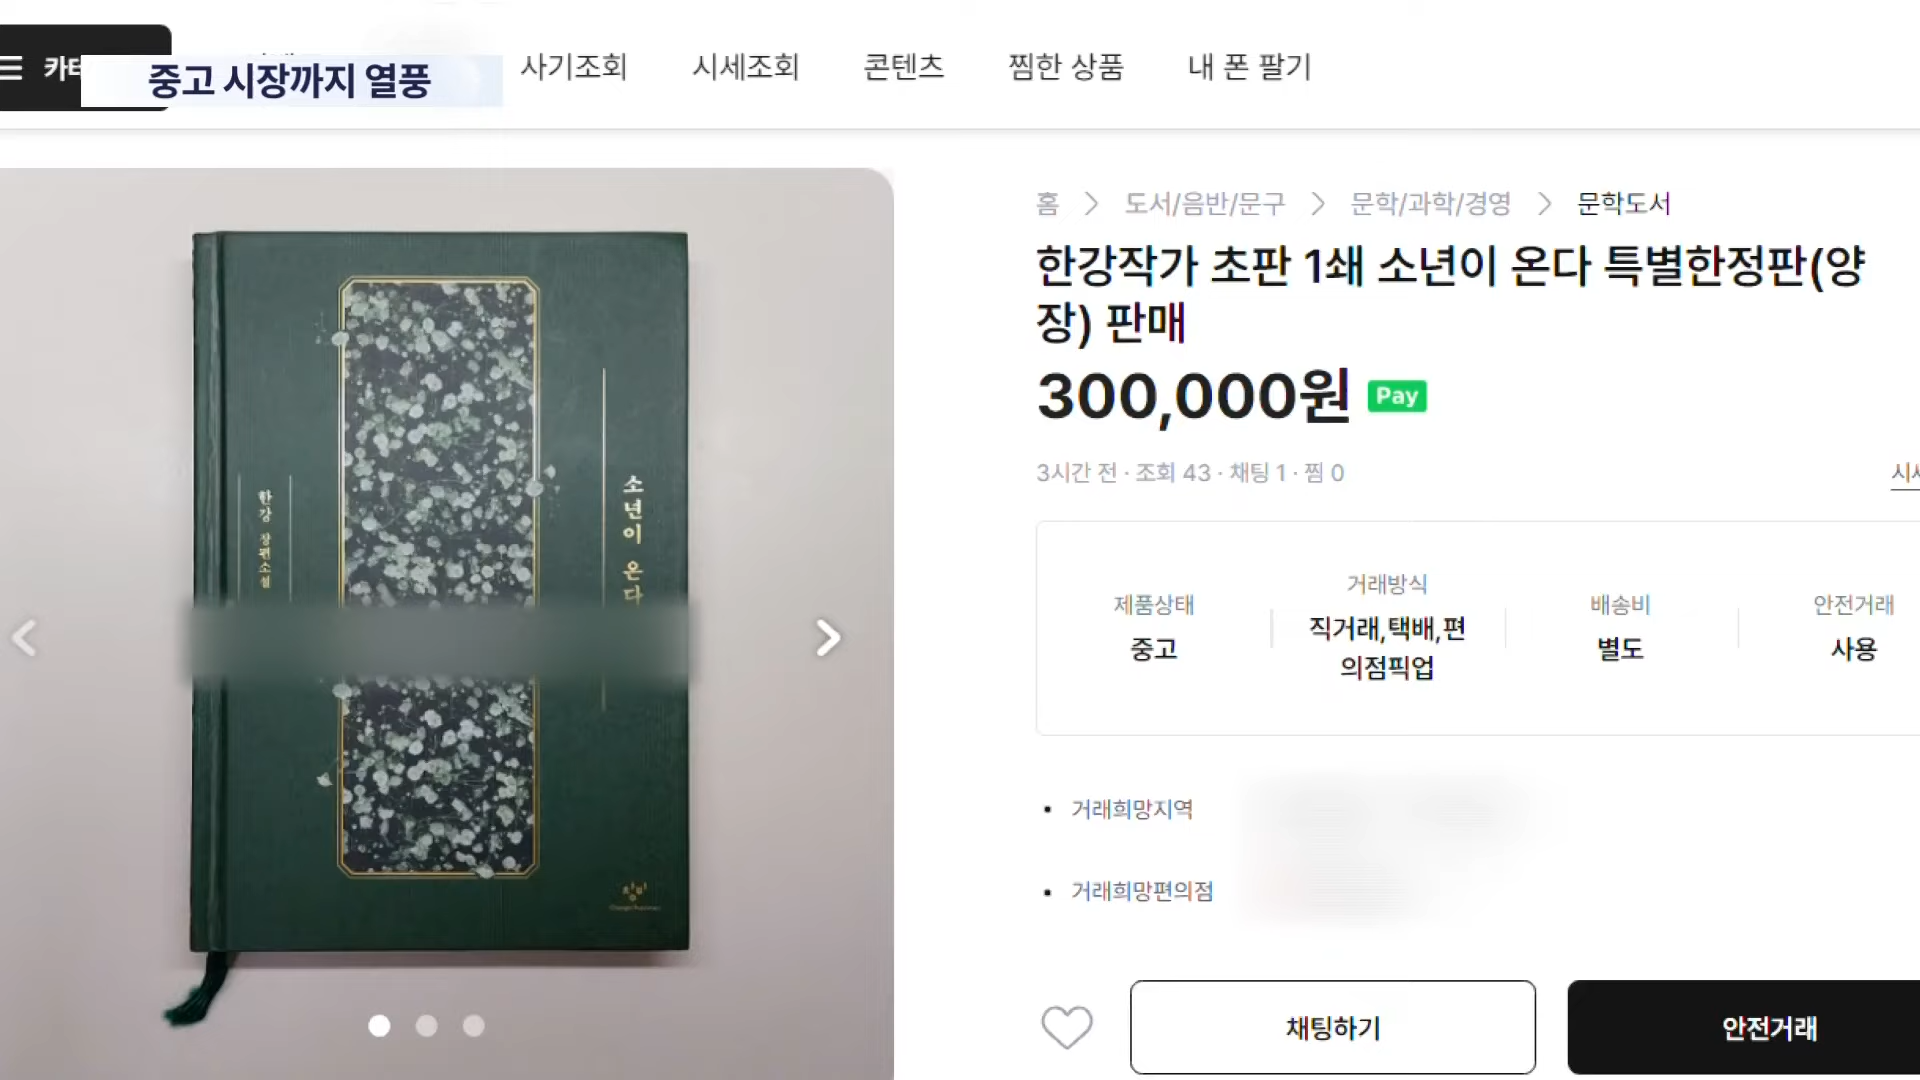 카테
중고 시장까지 열풍
사기조회
시세조회
콘텐츠
찜한 상품
내 폰 팔기
홈 > 도서/음반/문구 > 문학/과학/경영 > 문학도서
한강작가 초판 1쇄 소년이 온다 특별한정판(양
장) 판매
300,000원 Pay
3시간 전 · 조회 43 · 채팅 1 · 찜 0
시세
제품상태
중고
거래방식
직거래,택배,편
의점픽업
배송비
별도
안전거래
사용
거래희망지역
거래희망편의점
채팅하기
안전거래
한강 장편소설
소년이 온다
창비